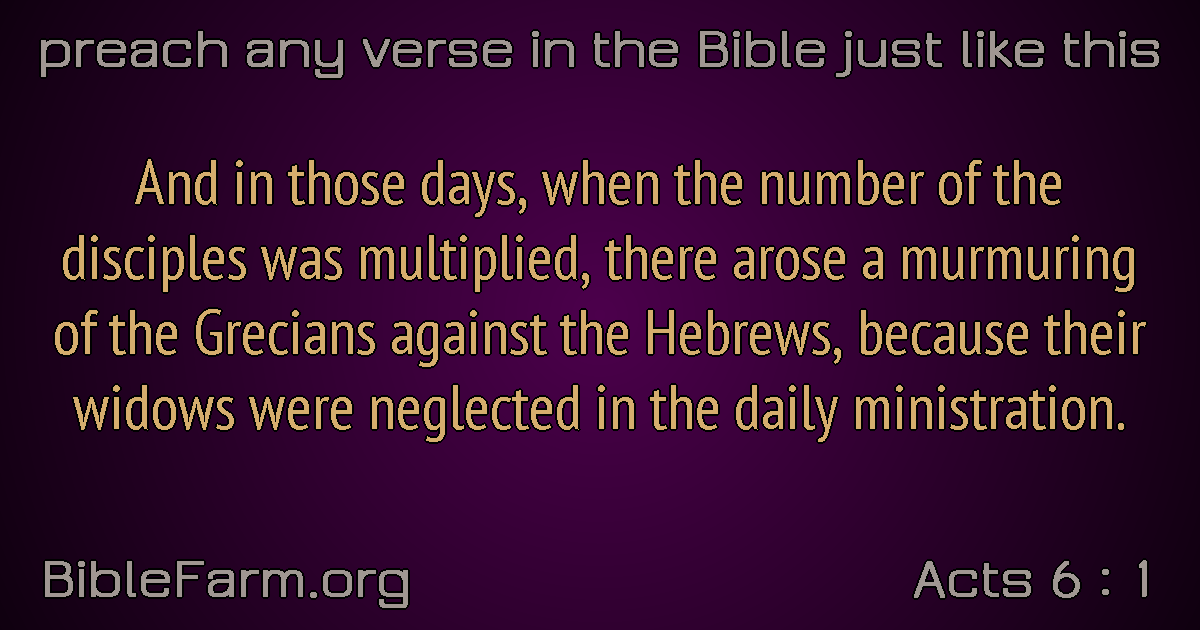 preach any verse in the Bible just like this
And in those days, when the number of the
disciples was multiplied, there arose a murmuring
of the Grecians against the Hebrews, because their
widows were neglected in the daily ministration.
BibleFarm.org
Acts 6 : 1